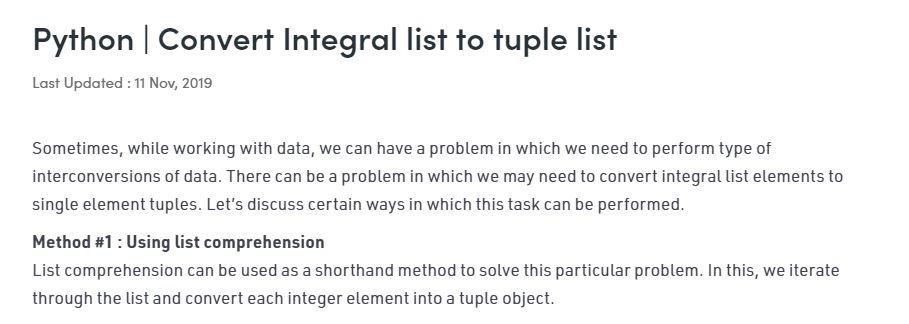 Python | Convert Integral list to tuple list
Last Updated : 11 Nov, 2019
Sometimes, while working with data, we can have a problem in which we need to perform type of
interconversions of data. There can be a problem in which we may need to convert integral list elements to
single element tuples. Let’s discuss certain ways in which this task can be performed.
Method #1 : Using list comprehension
List comprehension can be used as a shorthand method to solve this particular problem. In this, we iterate
through the list and convert each integer element into a tuple object.